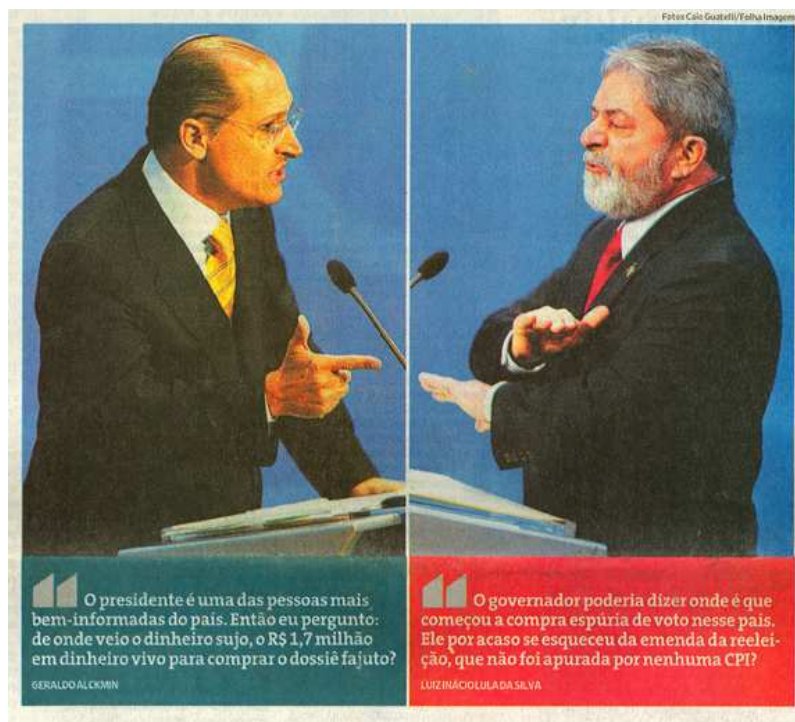 Fotos Caio Guatelli/Folha Imagem
O presidente é uma das pessoas mais
bem-informadas do país. Então eu pergunto:
de onde veio o dinheiro sujo, o R$ 1,7 milhão
em dinheiro vivo para comprar o dossiê fajuto?
GERALDO ALCKMIN
O governador poderia dizer onde é que
começou a compra espúria de voto nesse país.
Ele por acaso se esqueceu da emenda da reelei-
ção, que não foi apurada por nenhuma CPI?
LUIZ INÁCIO LULA DA SILVA